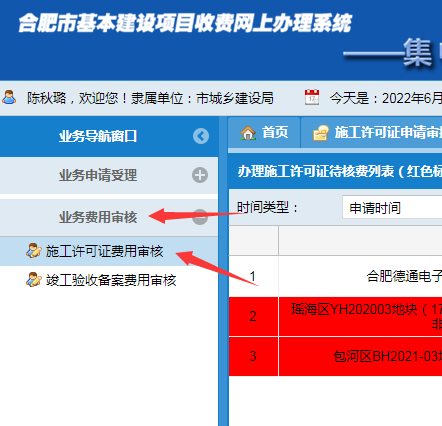 合肥市基本建设项目收费网上办理系统
——集
陈秋璐，欢迎您！隶属单位：市城乡建设局
今天是：2022年6月
业务导航窗口
首页
施工许可证申请审
业务申请受理
办理施工许可证待核费列表（红色标
业务费用审核
时间类型：
申请时间
施工许可证费用审核
竣工验收备案费用审核
1
合肥德通电子
2
瑶海区YH202003地块（17
3
包河区BH2021-03